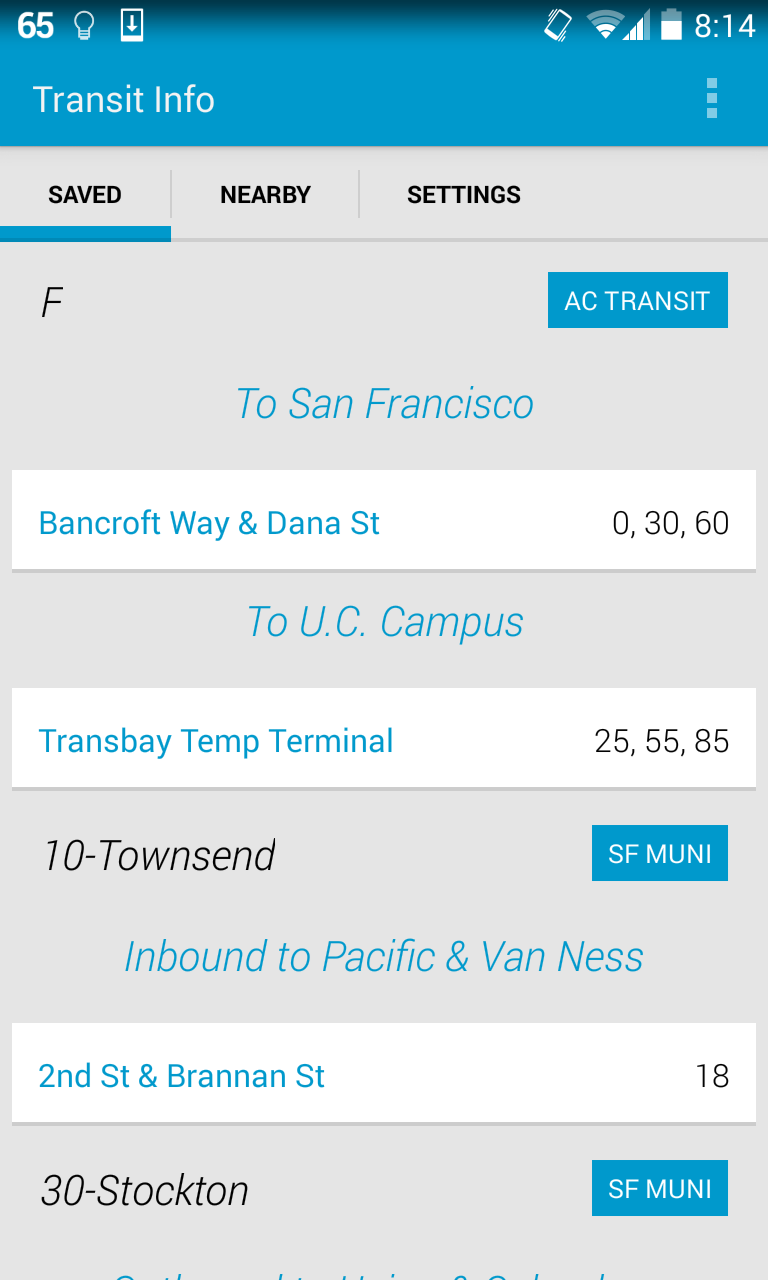 65 8:14
Transit Info
SAVED NEARBY SETTINGS
F AC TRANSIT
To San Francisco
Bancroft Way & Dana St 0, 30, 60
To U.C. Campus
Transbay Temp Terminal 25, 55, 85
10-Townsend SF MUNI
Inbound to Pacific & Van Ness
2nd St & Brannan St 18
30-Stockton SF MUNI